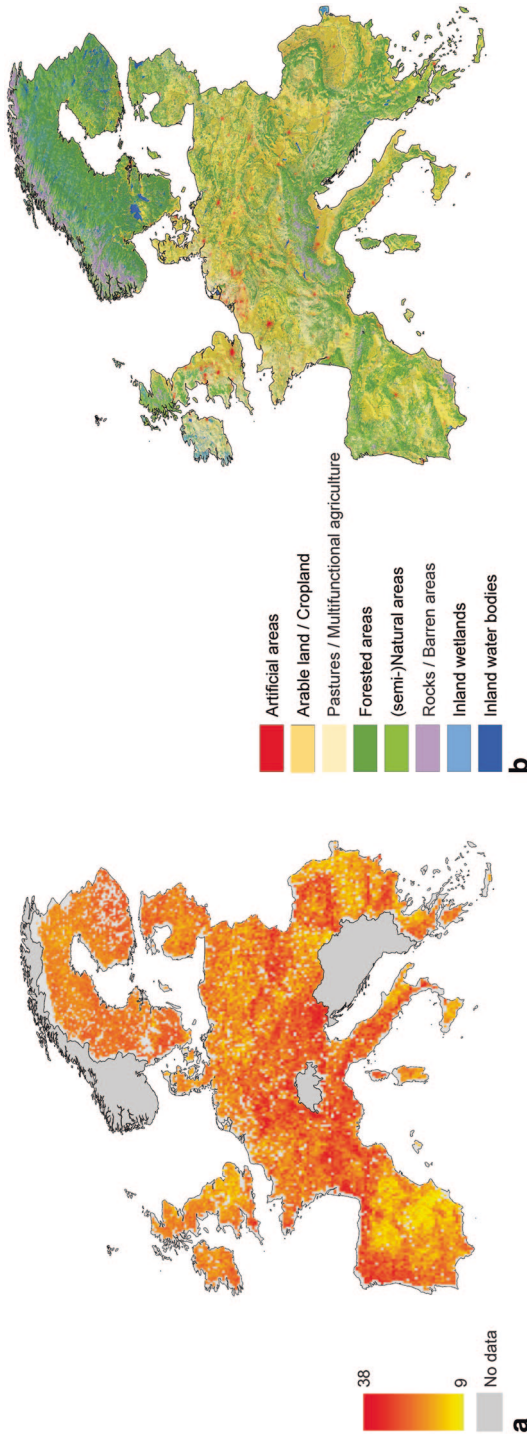 38
9
No data
a
Artificial areas
Arable land / Cropland
Pastures / Multifunctional agriculture
Forested areas
(semi-)Natural areas
Rocks / Barren areas
Inland wetlands
Inland water bodies
b